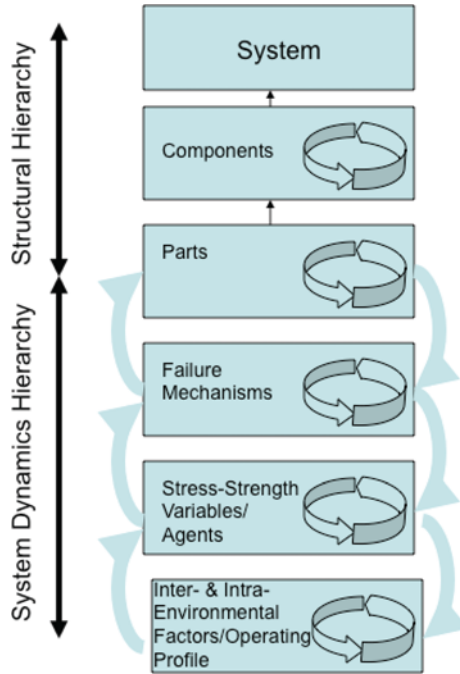 Structural Hierarchy
System Dynamics Hierarchy
System
Components
Parts
Failure
Mechanisms
Stress-Strength
Variables/
Agents
Inter- & Intra-
Environmental
Factors/Operating
Profile